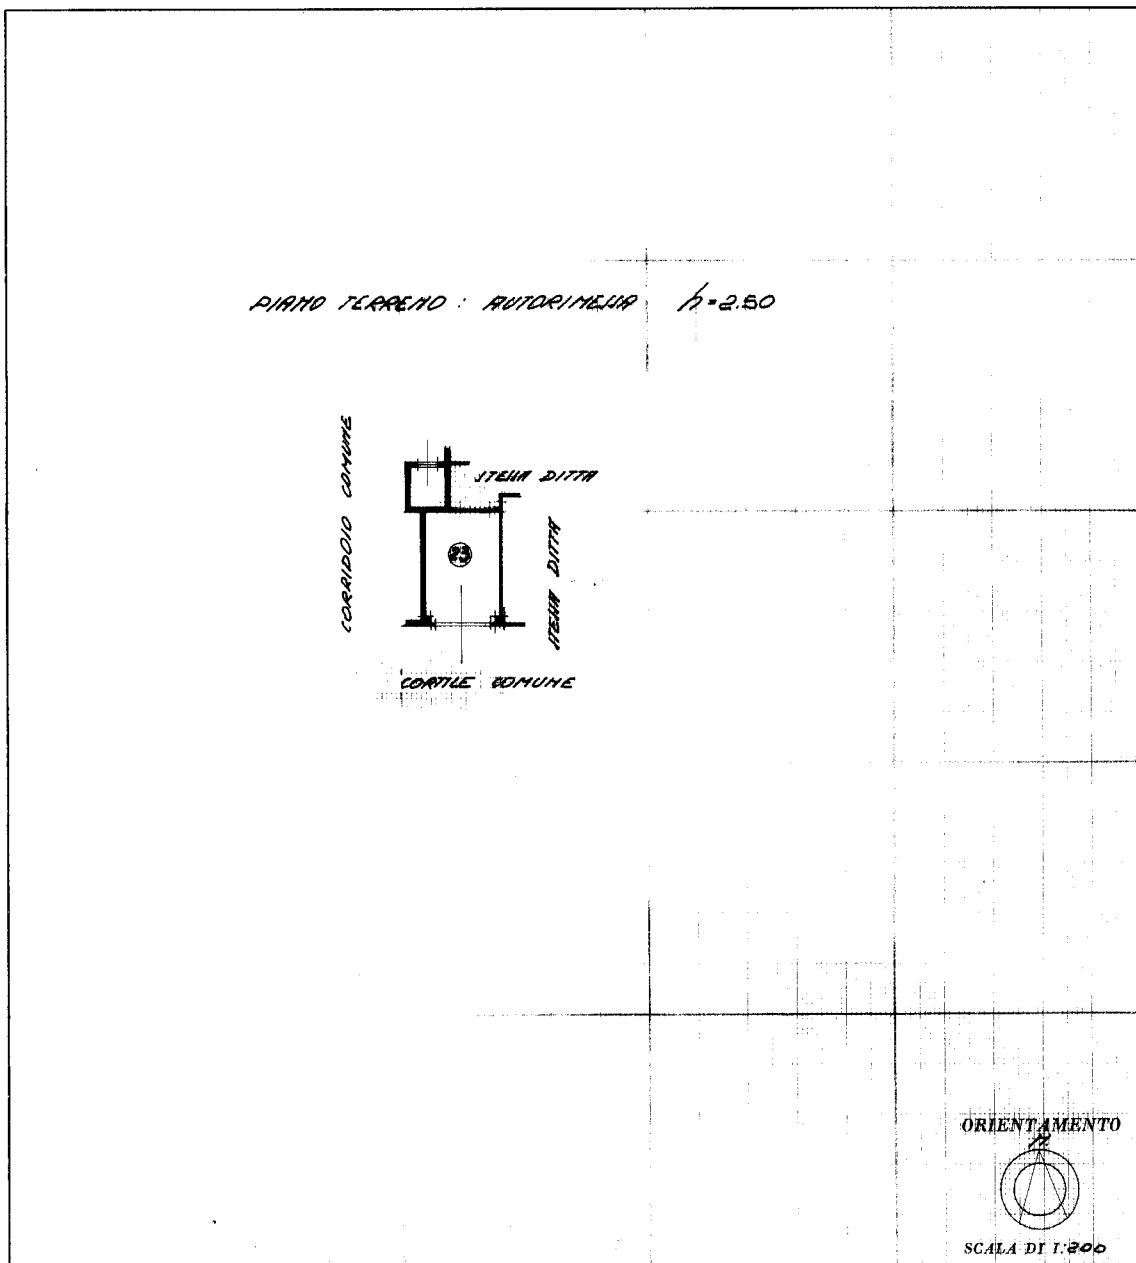 PIANO TERRENO : AUTORIMESSA h=2.50
CORRIDOIO COMUNE
STESSA DITTA
23
STESSA DITTA
CORTILE COMUNE
ORIENTAMENTO
N
SCALA DI 1:200